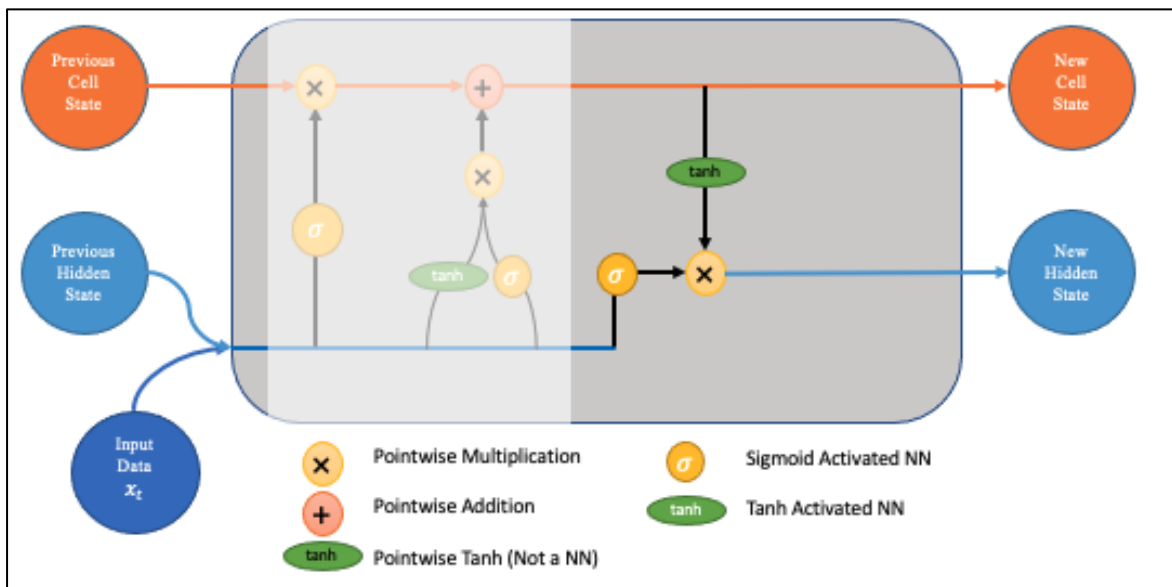 Previous
Cell
State
New
Cell
State
×
+
tanh
×
σ
Previous
Hidden
State
New
Hidden
State
tanh
σ
σ
×
Input
Data
xₜ
× Pointwise Multiplication
σ Sigmoid Activated NN
+ Pointwise Addition
tanh Tanh Activated NN
tanh Pointwise Tanh (Not a NN)